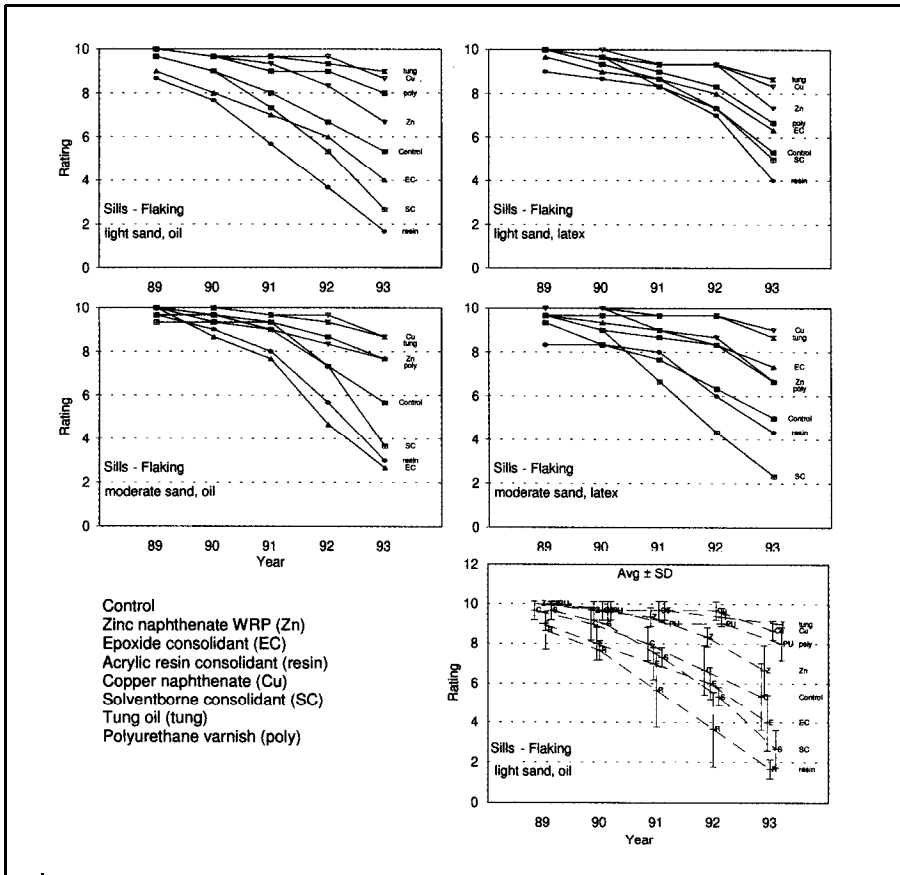 10
8
6
4
2
0
Rating
tung
Cu
poly
Zn
Control
EC
SC
resin
Sills - Flaking
light sand, oil
89 90 91 92 93
10
8
6
4
2
0
tung
Cu
Zn
poly
EC
Control
SC
resin
Sills - Flaking
light sand, latex
89 90 91 92 93
10
8
6
4
2
0
Rating
Cu
tung
Zn
poly
Control
SC
resin
EC
Sills - Flaking
moderate sand, oil
89 90 91 92 93
Year
10
8
6
4
2
0
Cu
tung
EC
Zn
poly
Control
resin
SC
Sills - Flaking
moderate sand, latex
89 90 91 92 93
Control
Zinc naphthenate WRP (Zn)
Epoxide consolidant (EC)
Acrylic resin consolidant (resin)
Copper naphthenate (Cu)
Solventborne consolidant (SC)
Tung oil (tung)
Polyurethane varnish (poly)
Avg ± SD
12
10
8
6
4
2
0
Rating
tung
Cu
poly
Zn
Control
EC
SC
resin
Sills - Flaking
light sand, oil
89 90 91 92 93
Year